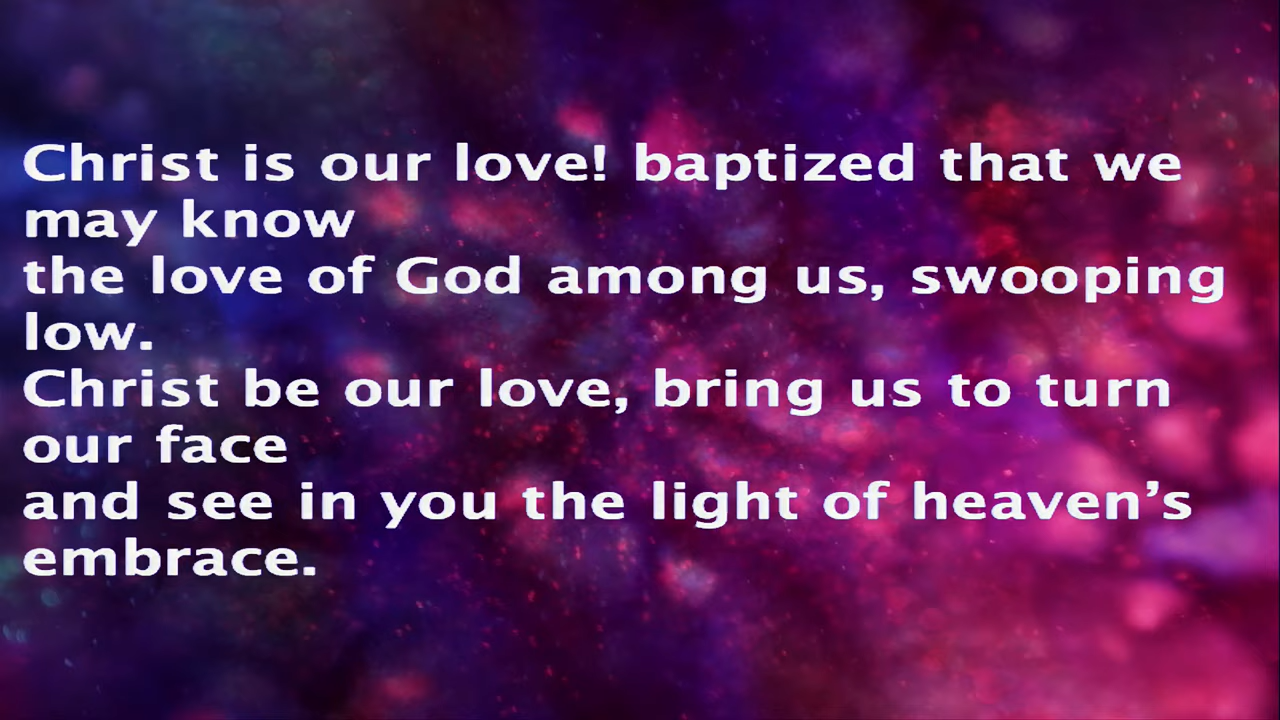 Christ is our love! baptized that we
may know
the love of God among us, swooping
low.
Christ be our love, bring us to turn
our face
and see in you the light of heaven’s
embrace.